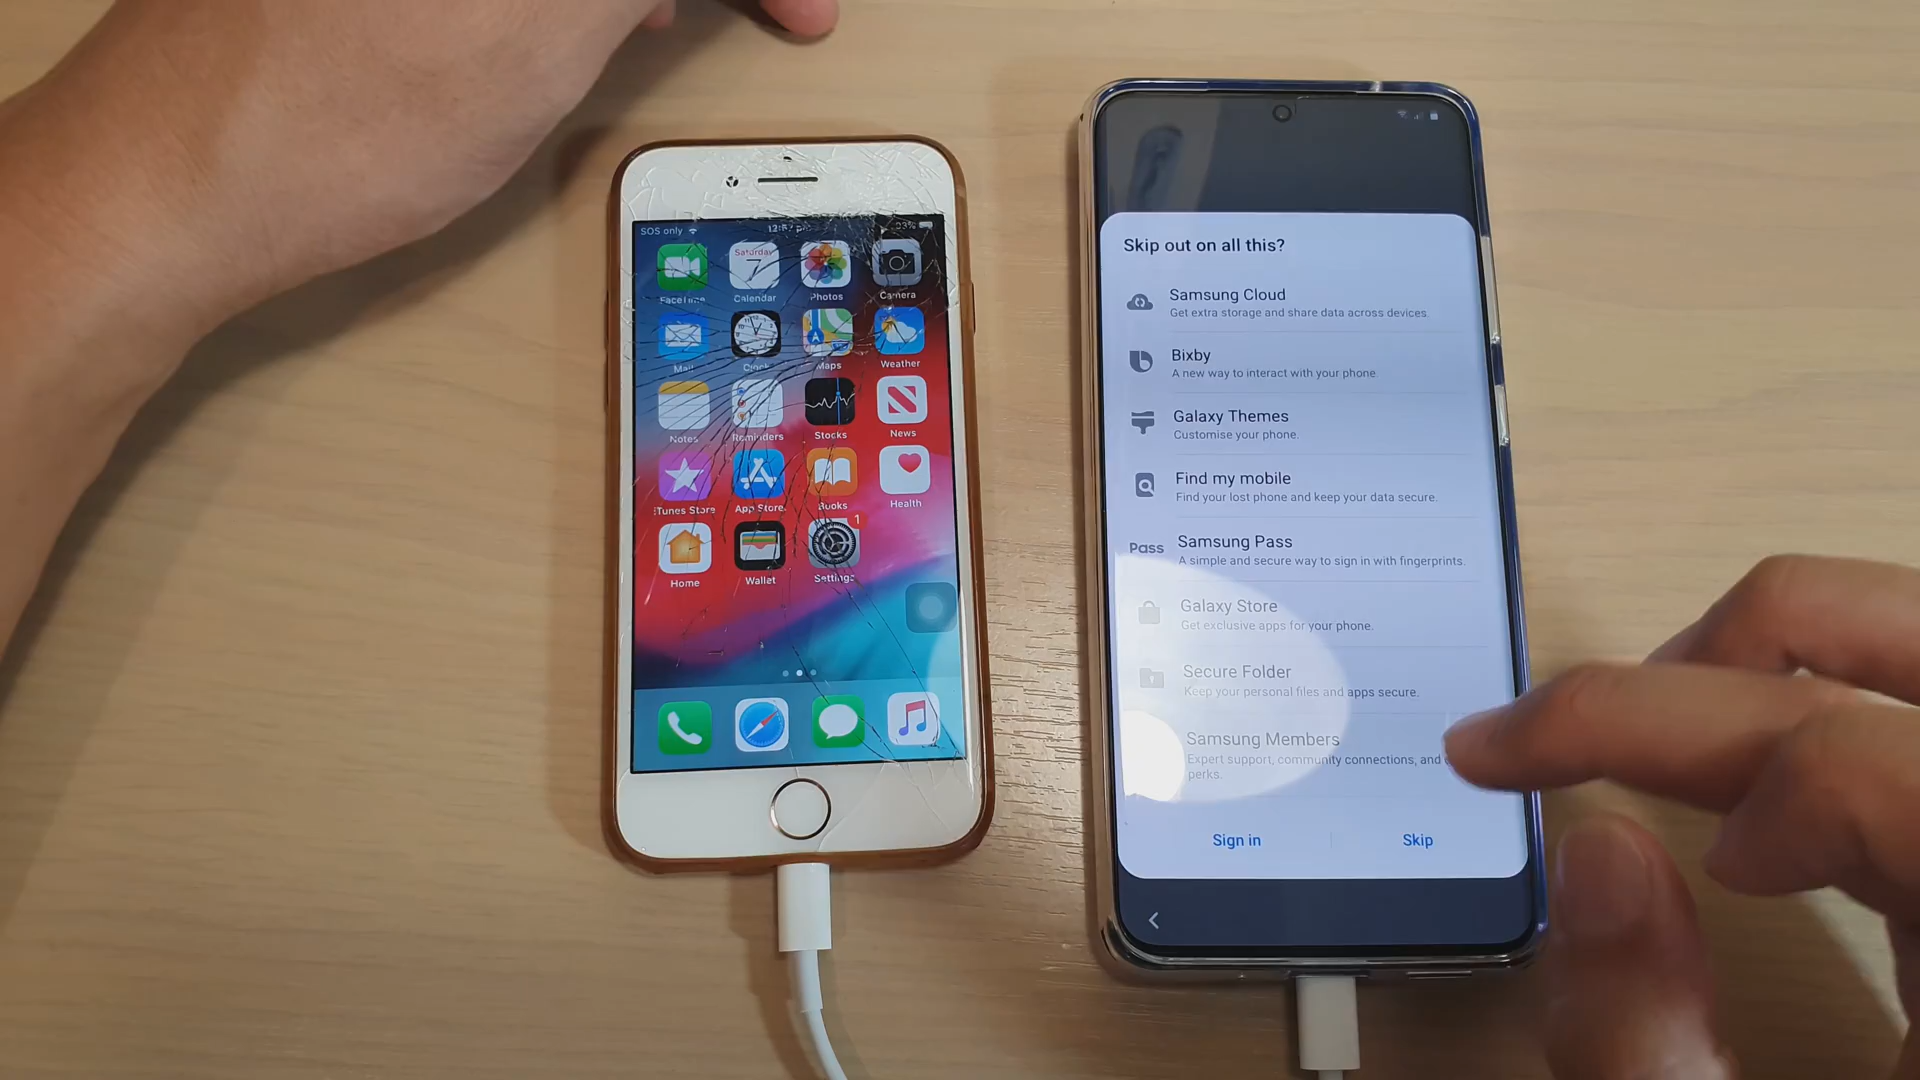 SOS only
12:57 pm
23%
Saturday
7
FaceTime
Calendar
Photos
Camera
Mail
Clock
Maps
Weather
Notes
Reminders
Stocks
News
iTunes Store
App Store
Books
Health
1
Home
Wallet
Settings
Skip out on all this?
Samsung Cloud
Get extra storage and share data across devices.
Bixby
A new way to interact with your phone.
Galaxy Themes
Customise your phone.
Find my mobile
Find your lost phone and keep your data secure.
Pass
Samsung Pass
A simple and secure way to sign in with fingerprints.
Galaxy Store
Get exclusive apps for your phone.
Secure Folder
Keep your personal files and apps secure.
Samsung Members
Expert support, community connections, and
perks.
Sign in
Skip